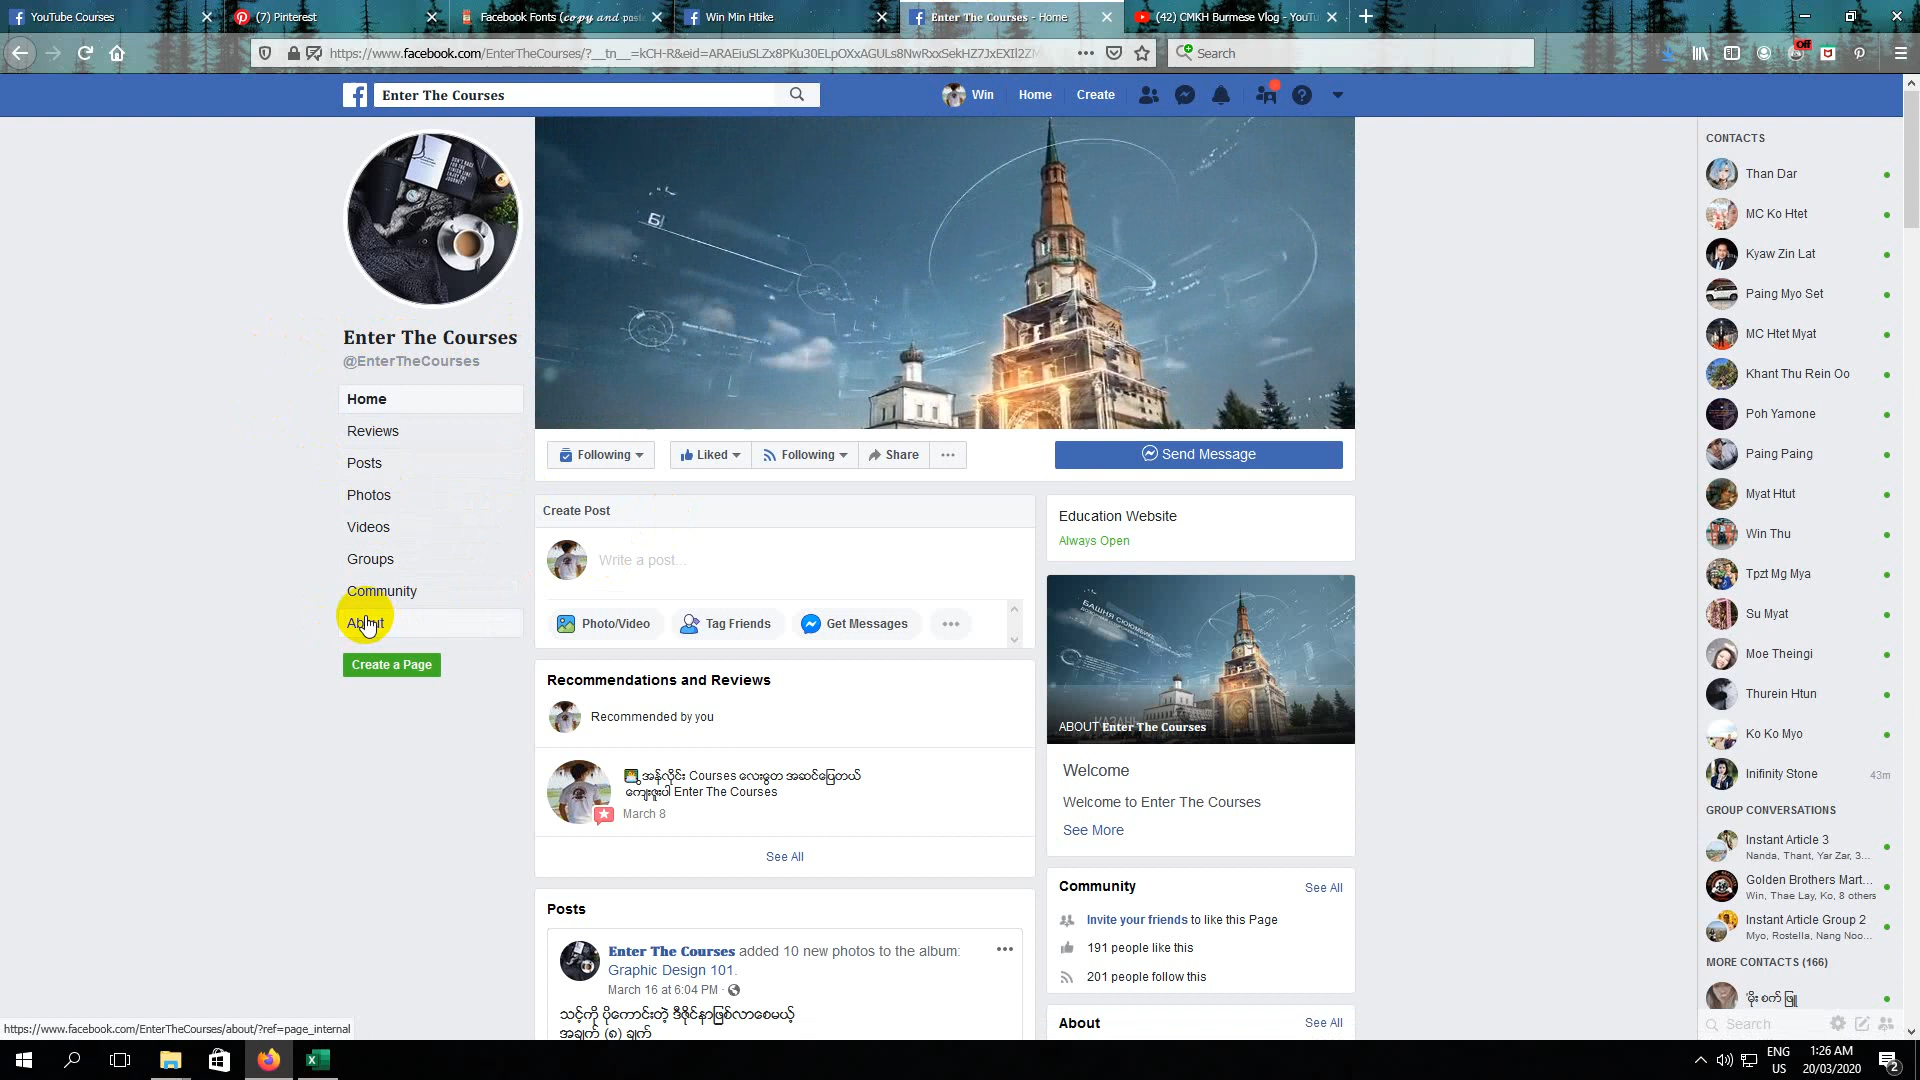 YouTube Courses
(7) Pinterest
Facebook Fonts (𝓬𝓸𝓹𝔂 𝓪𝓷𝓭 past
Win Min Htike
Enter The Courses - Home
(42) CMKH Burmese Vlog - YouTu
https://www.facebook.com/EnterTheCourses/?__tn__=kCH-R&eid=ARAEiuSLZx8PKu30ELpOXxAGULs8NwRxxSekHZ7JxEXIl2ZM
Search
Off
Enter The Courses
Win
Home
Create
Enter The Courses
@EnterTheCourses
Home
Reviews
Posts
Photos
Videos
Groups
Community
About
Create a Page
Following
Liked
Following
Share
Send Message
Create Post
Write a post...
Photo/Video
Tag Friends
Get Messages
Recommendations and Reviews
Recommended by you
အွန်လိုင်း Courses လေးတွေ အဆင်ပြေတယ်
ကျေးဇူးပါ Enter The Courses
March 8
See All
Posts
Enter The Courses added 10 new photos to the album:
Graphic Design 101.
March 16 at 6:04 PM ·
သင့်ကို ပိုကောင်းတဲ့ ဒီဇိုင်နာဖြစ်လာစေမယ့်
အချက် (၈) ချက်
Education Website
Always Open
ABOUT Enter The Courses
Welcome
Welcome to Enter The Courses
See More
Community
See All
Invite your friends to like this Page
191 people like this
201 people follow this
About
See All
CONTACTS
Than Dar
MC Ko Htet
Kyaw Zin Lat
Paing Myo Set
MC Htet Myat
Khant Thu Rein Oo
Poh Yamone
Paing Paing
Myat Htut
Win Thu
Tpzt Mg Mya
Su Myat
Moe Theingi
Thurein Htun
Ko Ko Myo
Inifinity Stone
43m
GROUP CONVERSATIONS
Instant Article 3
Nanda, Thant, Yar Zar, 3...
Golden Brothers Mart...
Win, Thae Lay, Ko, 8 others
Instant Article Group 2
Myo, Rostella, Nang Noo...
MORE CONTACTS (166)
မိုး စက် ဖြူ
Search
https://www.facebook.com/EnterTheCourses/about/?ref=page_internal
ENG
US
1:26 AM
20/03/2020
2